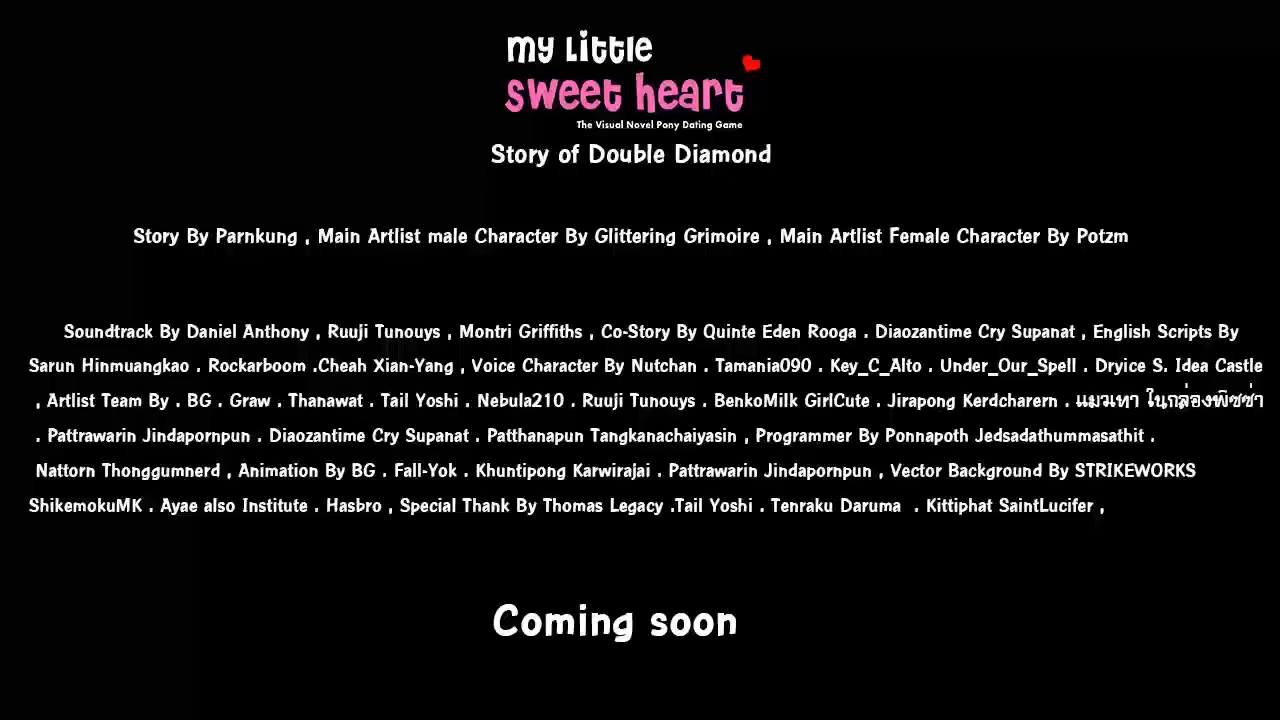 my little
sweet heart
The Visual Novel Pony Dating Game
Story of Double Diamond
Story By Parnkung , Main Artlist male Character By Glittering Grimoire , Main Artlist Female Character By Potzm
Soundtrack By Daniel Anthony , Ruuji Tunouys , Montri Griffiths , Co-Story By Quinte Eden Rooga . Diaozantime Cry Supanat , English Scripts By
Sarun Hinmuangkao . Rockarboom .Cheah Xian-Yang , Voice Character By Nutchan . Tamania090 . Key_C_Alto . Under_Our_Spell . Dryice S. Idea Castle
, Artlist Team By . BG . Graw . Thanawat . Tail Yoshi . Nebula210 . Ruuji Tunouys . BenkoMilk GirlCute . Jirapong Kerdcharern . แมวเทา ในกล่องพิซซ่า
. Pattrawarin Jindapornpun . Diaozantime Cry Supanat . Patthanapun Tangkanachaiyasin , Programmer By Ponnapoth Jedsadathummasathit .
Nattorn Thonggumnerd , Animation By BG . Fall-Yok . Khuntipong Karwirajai . Pattrawarin Jindapornpun , Vector Background By STRIKEWORKS
ShikemokuMK . Ayae also Institute . Hasbro , Special Thank By Thomas Legacy .Tail Yoshi . Tenraku Daruma . Kittiphat SaintLucifer ,
Coming soon